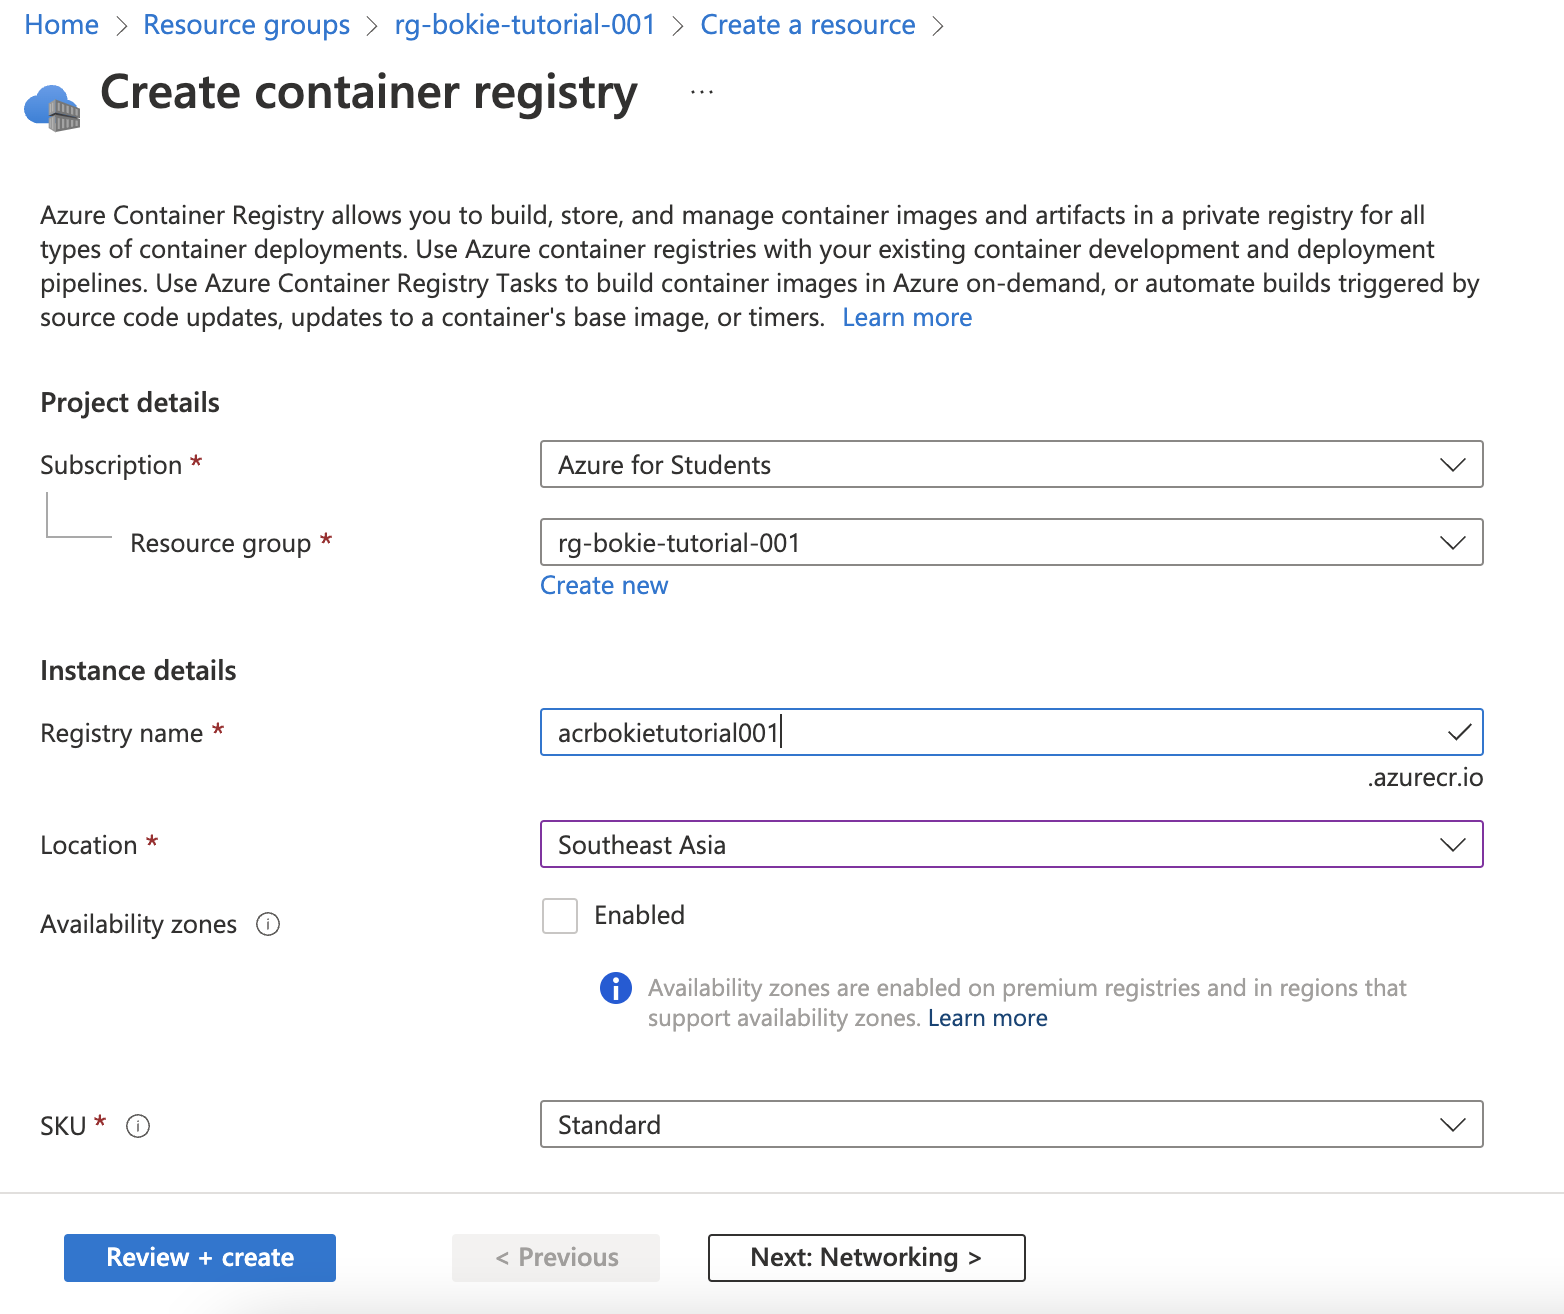 Home > Resource groups > rg-bokie-tutorial-001 > Create a resource >
Create container registry ...
Azure Container Registry allows you to build, store, and manage container images and artifacts in a private registry for all
types of container deployments. Use Azure container registries with your existing container development and deployment
pipelines. Use Azure Container Registry Tasks to build container images in Azure on-demand, or automate builds triggered by
source code updates, updates to a container's base image, or timers. Learn more
Project details
Subscription * Azure for Students
Resource group * rg-bokie-tutorial-001
Create new
Instance details
Registry name * acrbokietutorial001
.azurecr.io
Location * Southeast Asia
Availability zones Enabled
Availability zones are enabled on premium registries and in regions that
support availability zones. Learn more
SKU * Standard
Review + create < Previous Next: Networking >